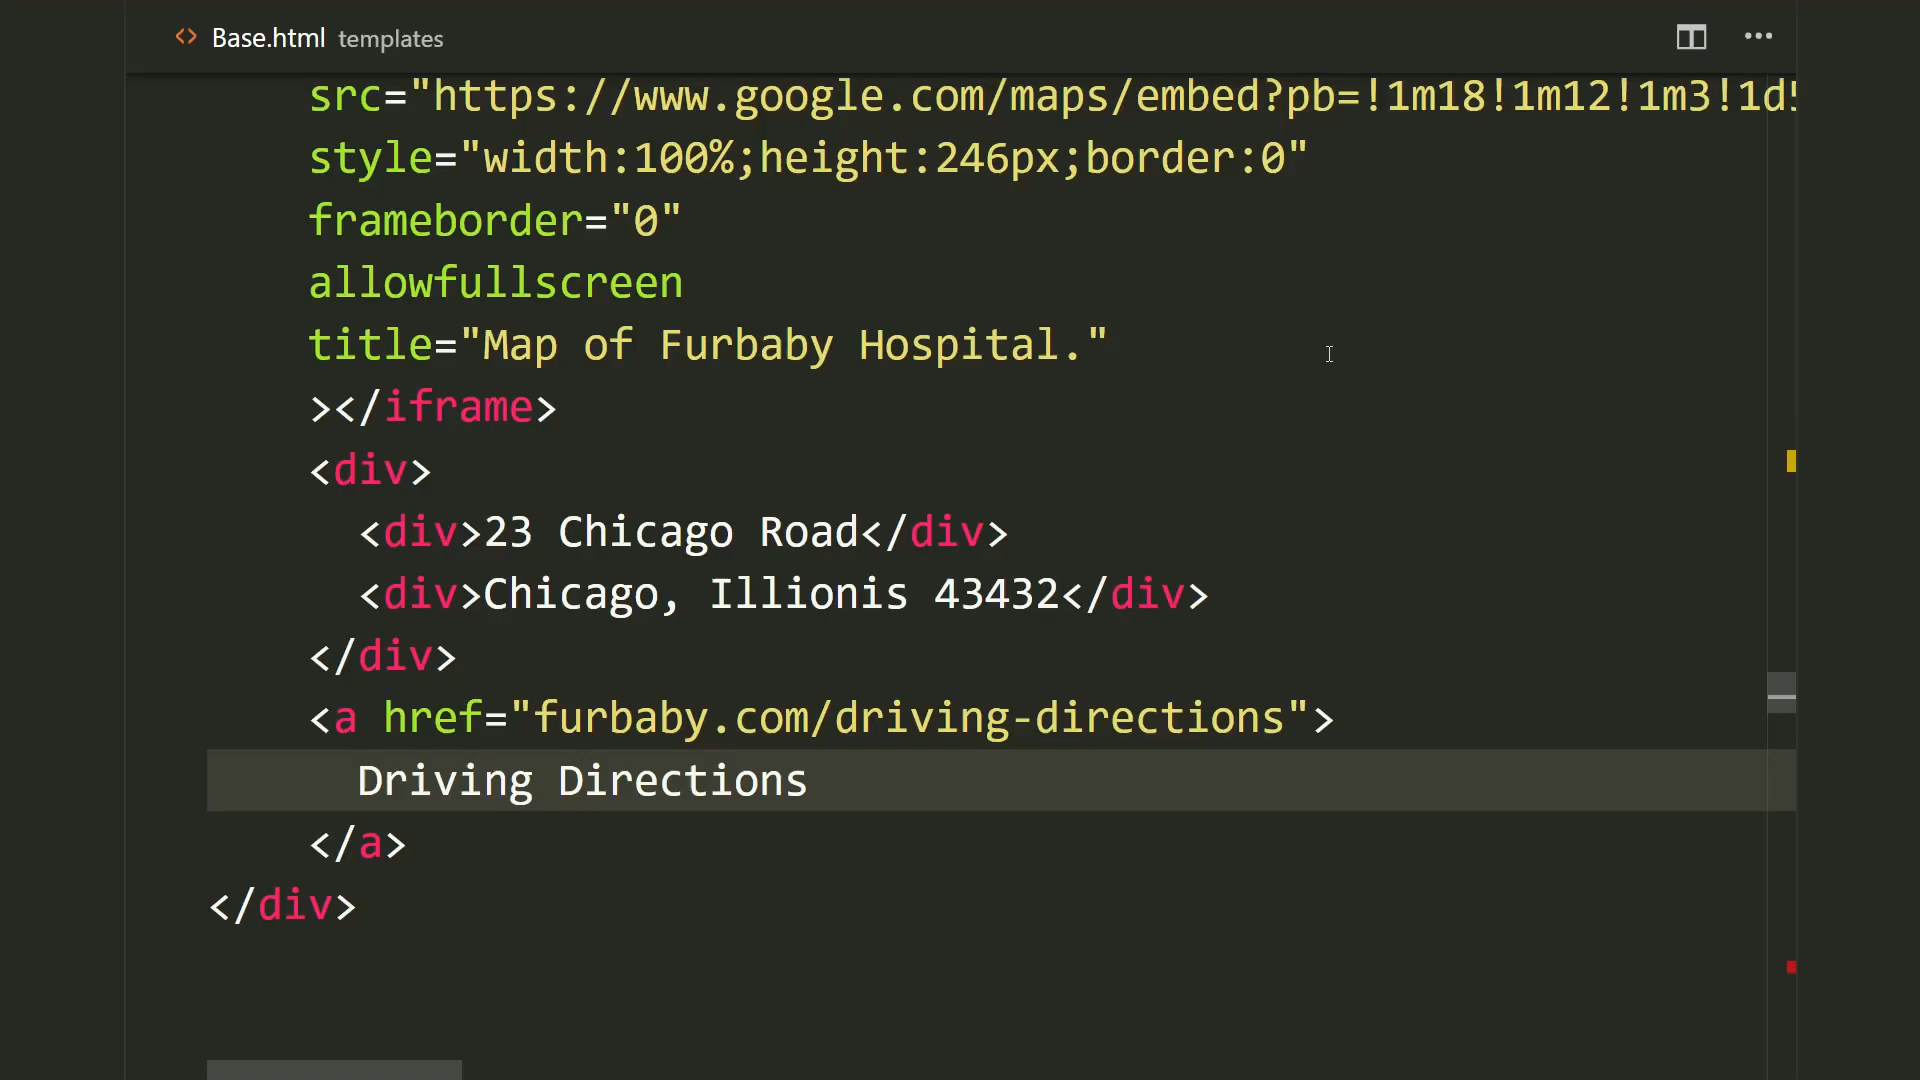 <> Base.html templates
src="https://www.google.com/maps/embed?pb=!1m18!1m12!1m3!1d
style="width:100%;height:246px;border:0"
frameborder="0"
allowfullscreen
title="Map of Furbaby Hospital."
></iframe>
<div>
<div>23 Chicago Road</div>
<div>Chicago, Illionis 43432</div>
</div>
<a href="furbaby.com/driving-directions">
Driving Directions
</a>
</div>